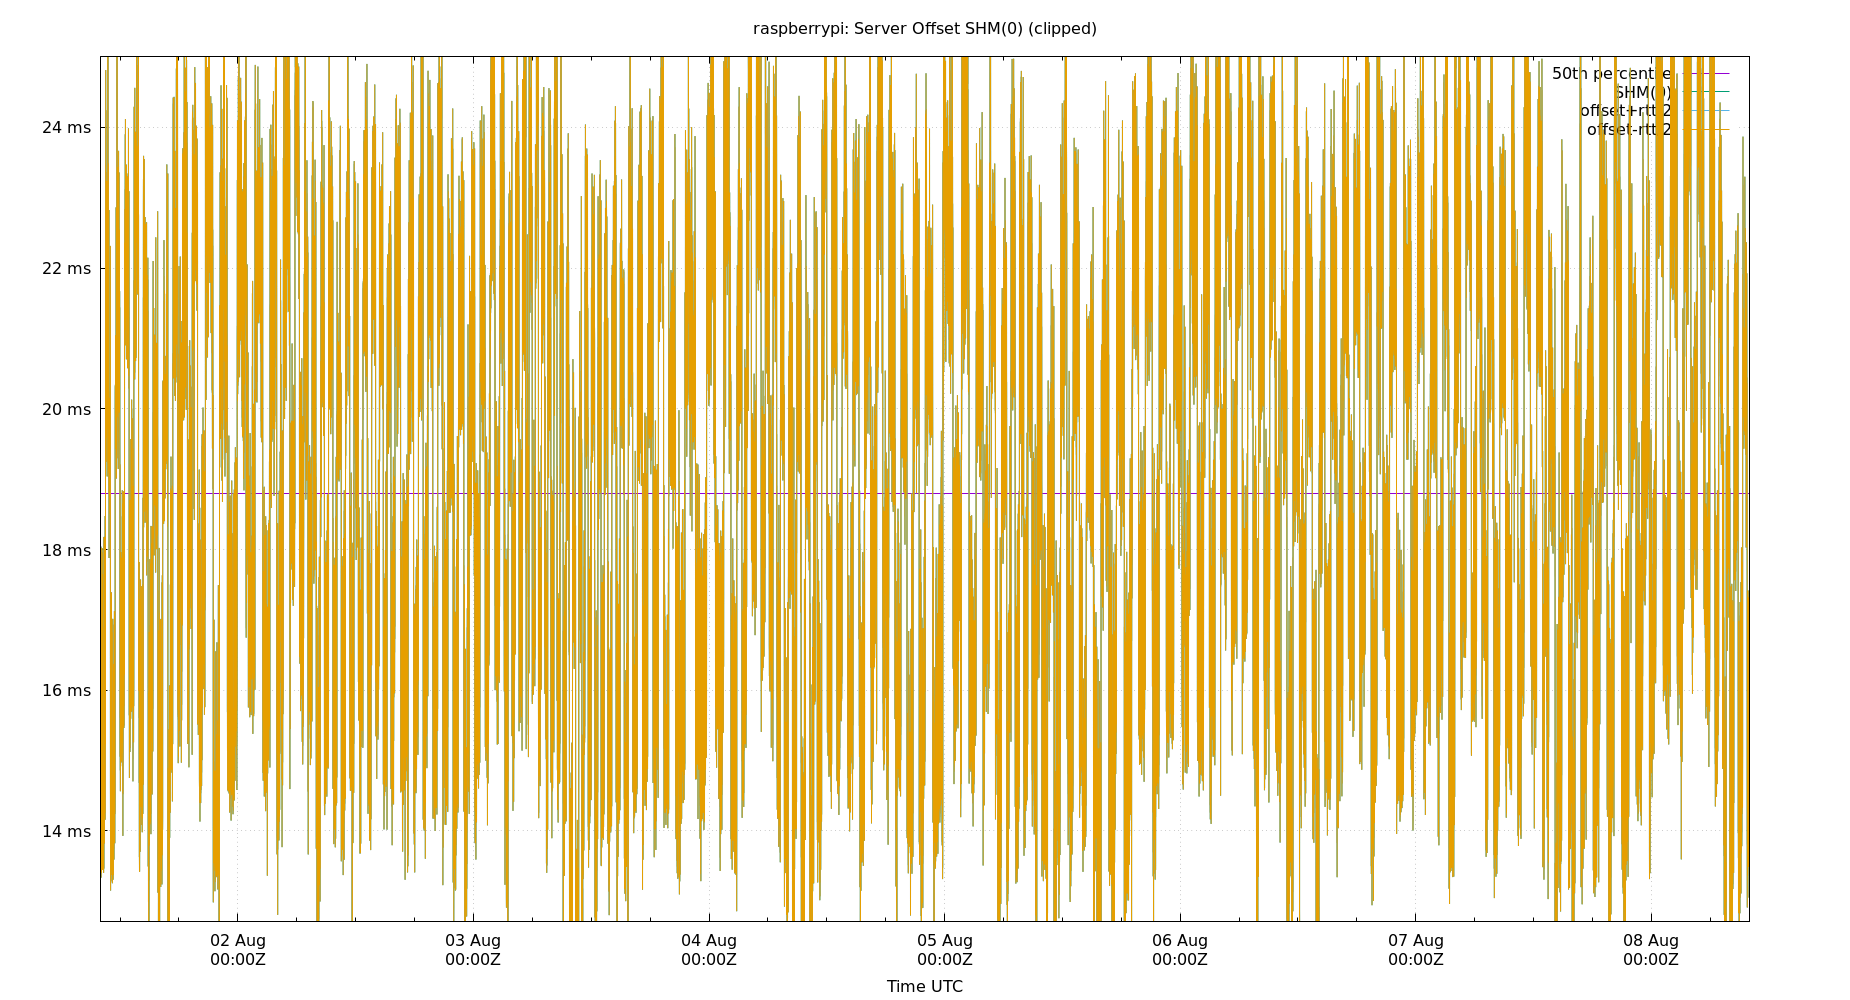 raspberrypi: Server Offset SHM(0) (clipped)
50th percentile
SHM(0)
offset+rtt/2
offset-rtt/2
24 ms
22 ms
20 ms
18 ms
16 ms
14 ms
02 Aug 03 Aug 04 Aug 05 Aug 06 Aug 07 Aug 08 Aug
00:00Z 00:00Z 00:00Z 00:00Z 00:00Z 00:00Z 00:00Z
Time UTC